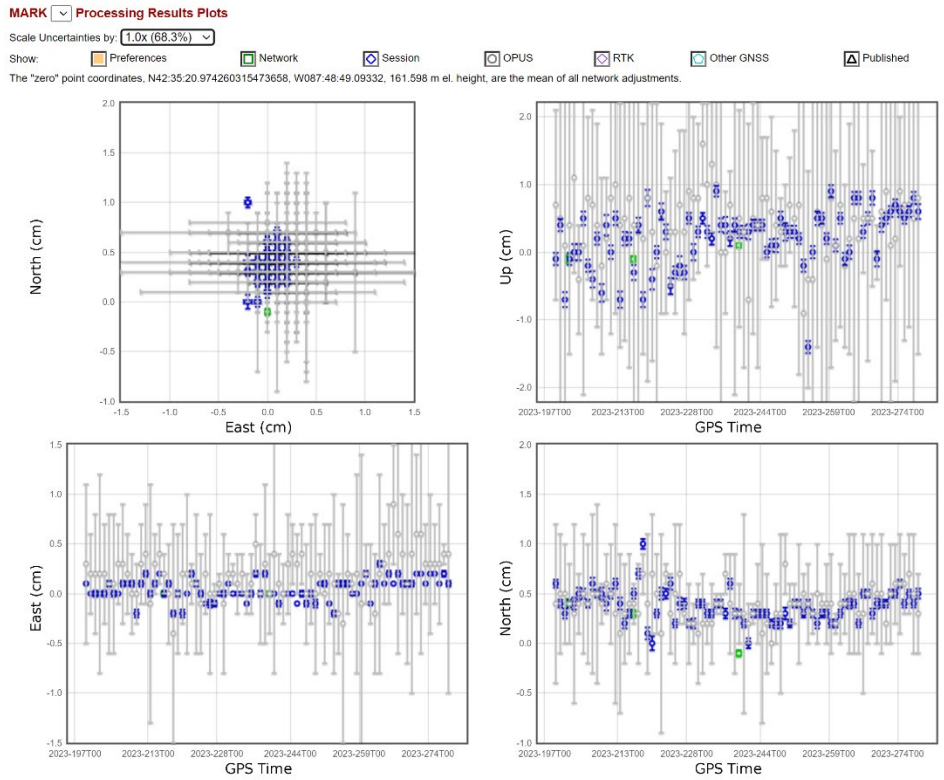 MARK Processing Results Plots
Scale Uncertainties by: 1.0x (68.3%)
Show: Preferences Network Session OPUS RTK Other GNSS Published
The "zero" point coordinates, N42:35:20.974260315473658, W087:48:49.09332, 161.598 m el. height, are the mean of all network adjustments.
2.0
1.5
1.0
0.5
0.0
-0.5
-1.0
North (cm)
-1.5 -1.0 -0.5 0.0 0.5 1.0 1.5
East (cm)
2.0
1.0
0.0
-1.0
-2.0
Up (cm)
2023-197T00 2023-213T00 2023-228T00 2023-244T00 2023-259T00 2023-274T00
GPS Time
1.5
1.0
0.5
0.0
-0.5
-1.0
-1.5
East (cm)
2023-197T00 2023-213T00 2023-228T00 2023-244T00 2023-259T00 2023-274T00
GPS Time
2.0
1.5
1.0
0.5
0.0
-0.5
-1.0
North (cm)
2023-197T00 2023-213T00 2023-228T00 2023-244T00 2023-259T00 2023-274T00
GPS Time